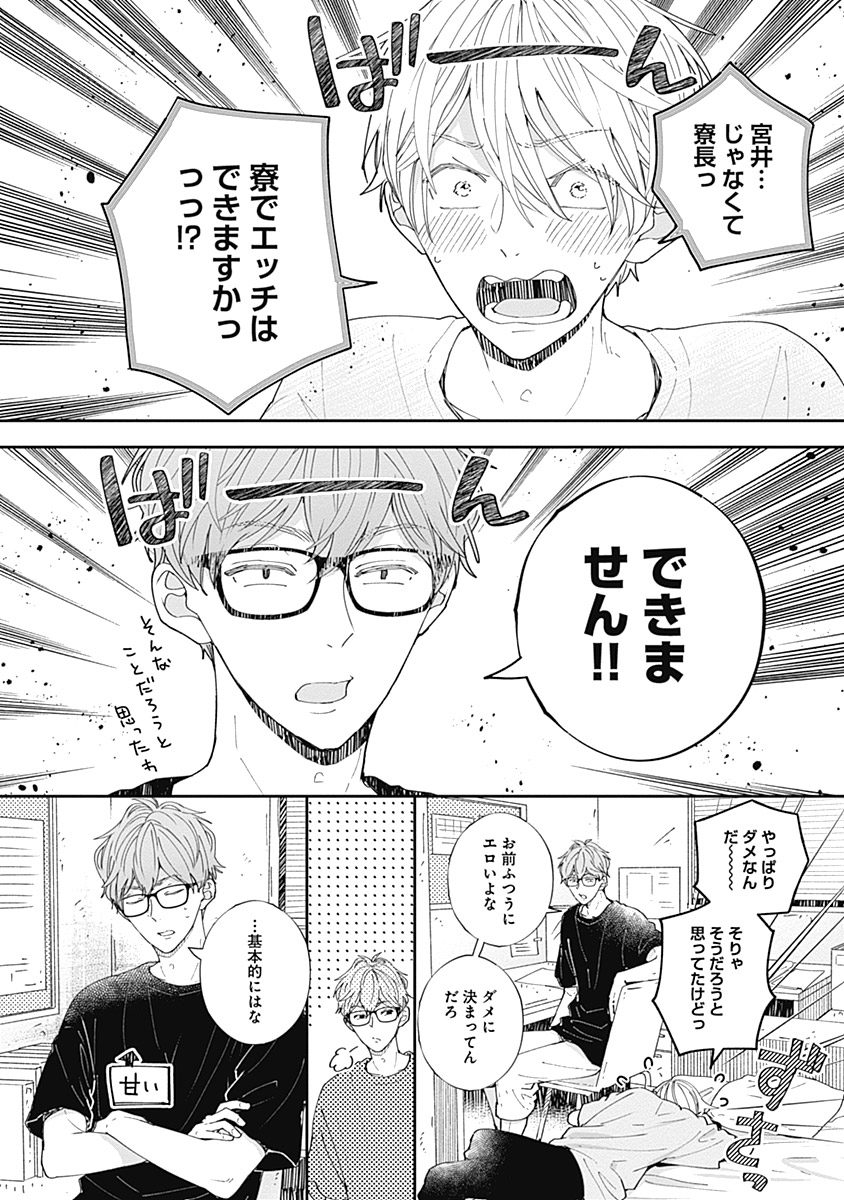 ばーん
宮井…
じゃなくて
寮長っ
寮でエッチは
できますかっ
っっ!?
ばーん
できま
せん!!
そんな
ことだろうと
思ったわ
やっぱり
ダメなん
だ~~~~
そりゃ
そうだろうと
思ってたけどっ
お前ふつうに
エロいよな
ダメに
決まってん
だろ
ずさっ
…基本的にはな
甘い